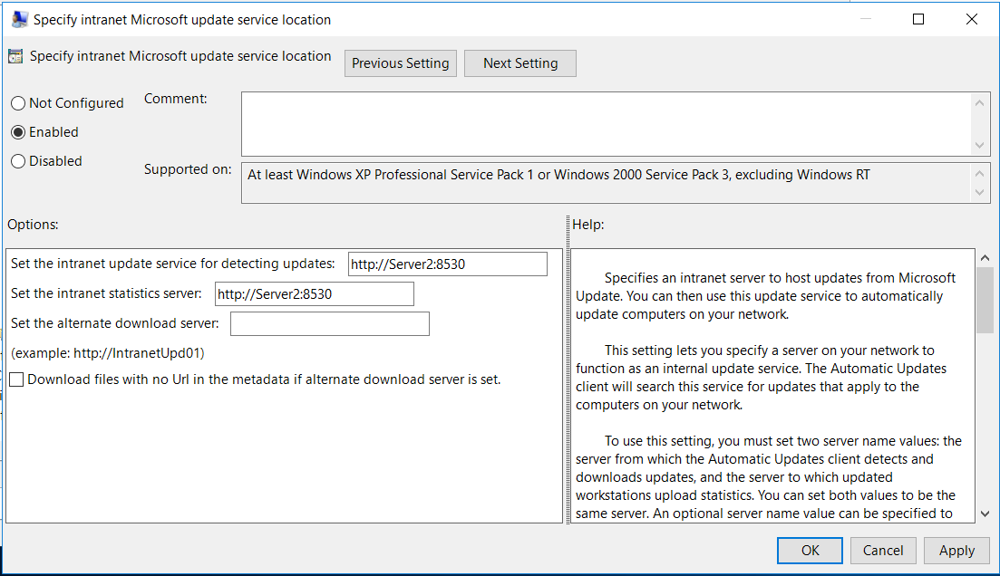 Specify intranet Microsoft update service location
Specify intranet Microsoft update service location
Previous Setting
Next Setting
Not Configured
Enabled
Disabled
Comment:
Supported on:
At least Windows XP Professional Service Pack 1 or Windows 2000 Service Pack 3, excluding Windows RT
Options:
Help:
Set the intranet update service for detecting updates:
http://Server2:8530
Set the intranet statistics server:
http://Server2:8530
Set the alternate download server:
(example: http://IntranetUpd01)
Download files with no Url in the metadata if alternate download server is set.
Specifies an intranet server to host updates from Microsoft
Update. You can then use this update service to automatically
update computers on your network.
This setting lets you specify a server on your network to
function as an internal update service. The Automatic Updates
client will search this service for updates that apply to the
computers on your network.
To use this setting, you must set two server name values: the
server from which the Automatic Updates client detects and
downloads updates, and the server to which updated
workstations upload statistics. You can set both values to be the
same server. An optional server name value can be specified to
OK
Cancel
Apply